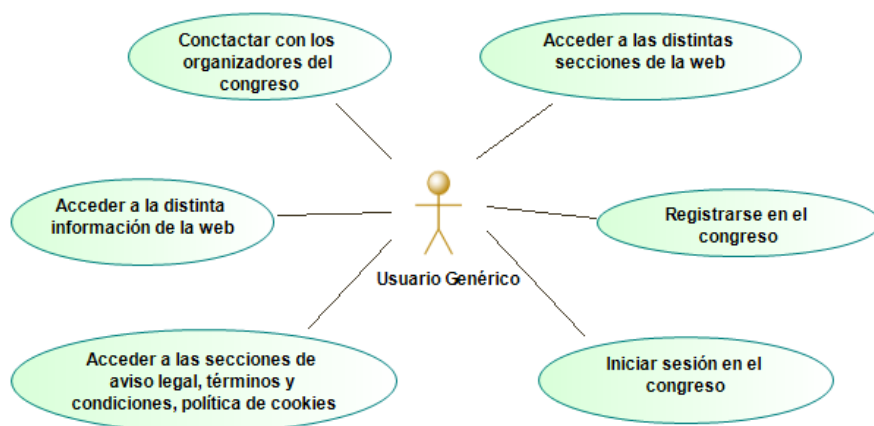 Conctactar con los
organizadores del
congreso
Acceder a las distintas
secciones de la web
Acceder a la distinta
información de la web
Registrarse en el
congreso
Usuario Genérico
Acceder a las secciones de
aviso legal, términos y
condiciones, política de cookies
Iniciar sesión en el
congreso